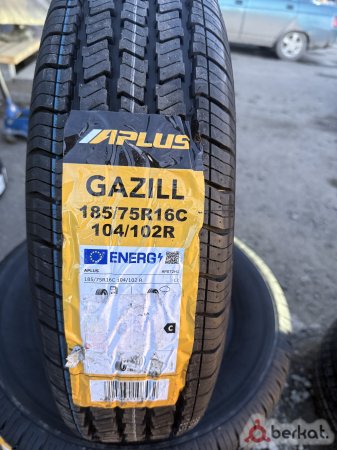 APLUS
GAZILL
185/75R16C
104/102R
ENERG
APLUS
185/75R16C 104/102 R
C
berkat.